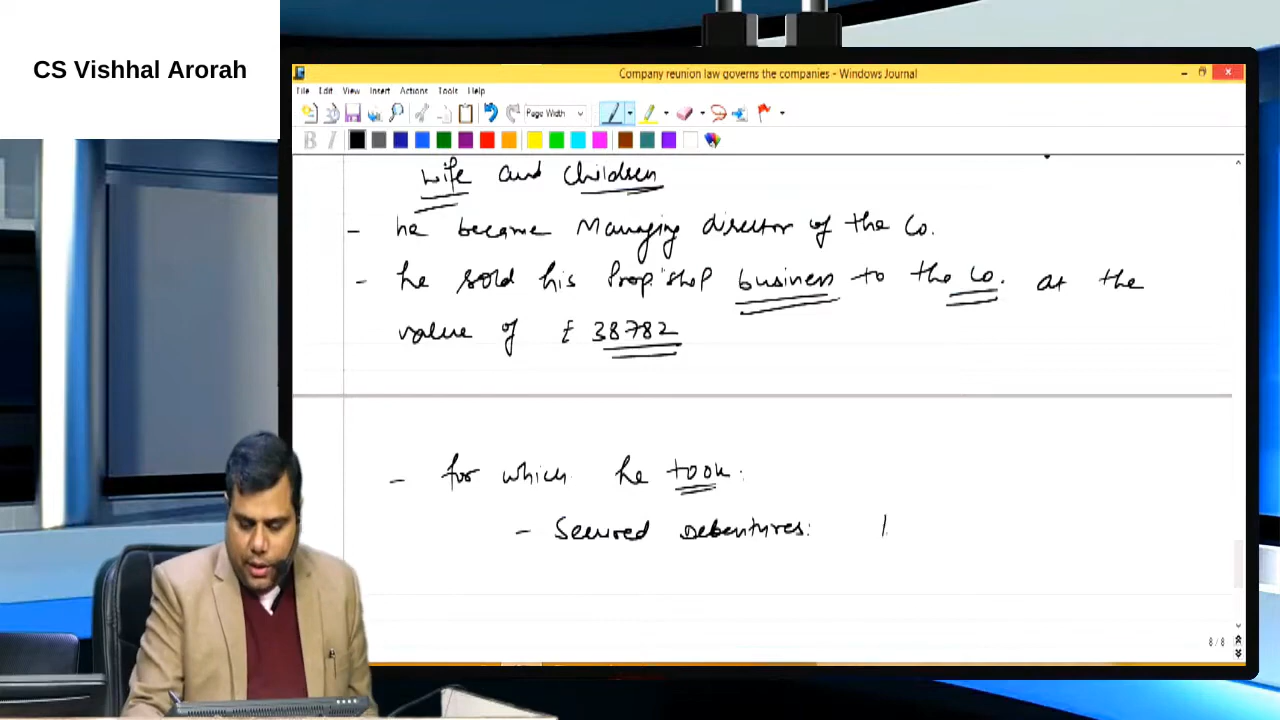 CS Vishhal Arorah
Company reunion law governs the companies - Windows Journal
File Edit View Insert Actions Tools Help
Page Width
B I
Wife and children
- he became Managing director of the Co.
- he sold his Prop'shop business to the Co. at the
value of £ 38782
- for which he took:
- Secured Debentures: 1
8 / 8